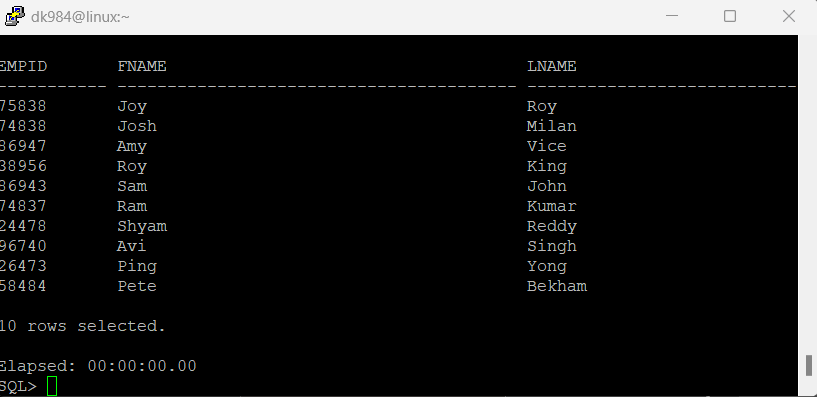 dk984@linux:~
EMPID FNAME LNAME
----------- ---------------------------------------- ---------------------------
75838 Joy Roy
74838 Josh Milan
86947 Amy Vice
38956 Roy King
86943 Sam John
74837 Ram Kumar
24478 Shyam Reddy
96740 Avi Singh
26473 Ping Yong
58484 Pete Bekham
10 rows selected.
Elapsed: 00:00:00.00
SQL>